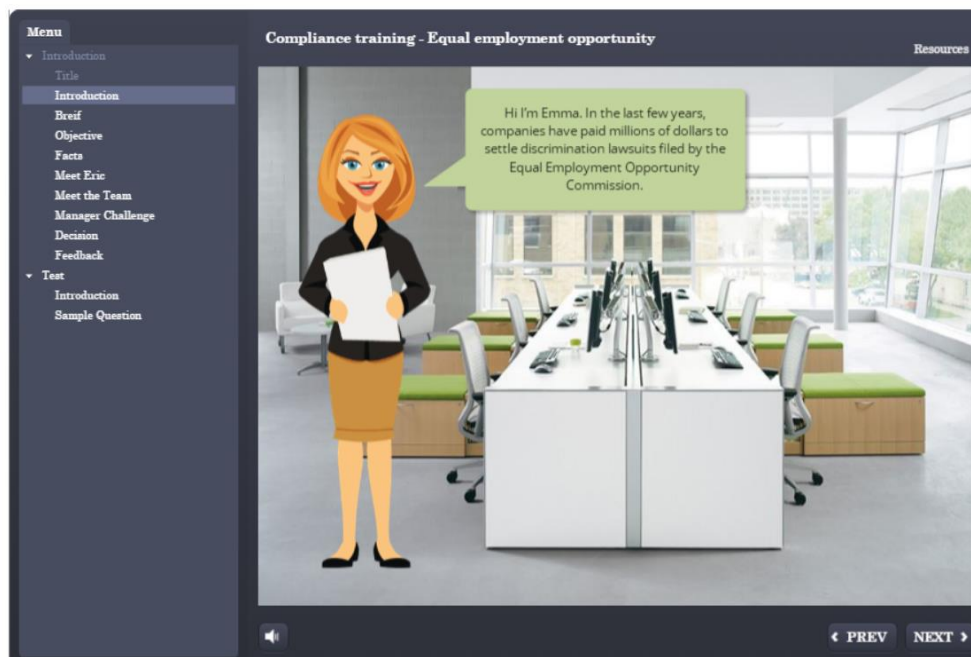 Menu
Introduction
Title
Introduction
Breif
Objective
Facts
Meet Eric
Meet the Team
Manager Challenge
Decision
Feedback
Test
Introduction
Sample Question
Compliance training - Equal employment opportunity
Resources
Hi I'm Emma. In the last few years,
companies have paid millions of dollars to
settle discrimination lawsuits filed by the
Equal Employment Opportunity
Commission.
PREV
NEXT